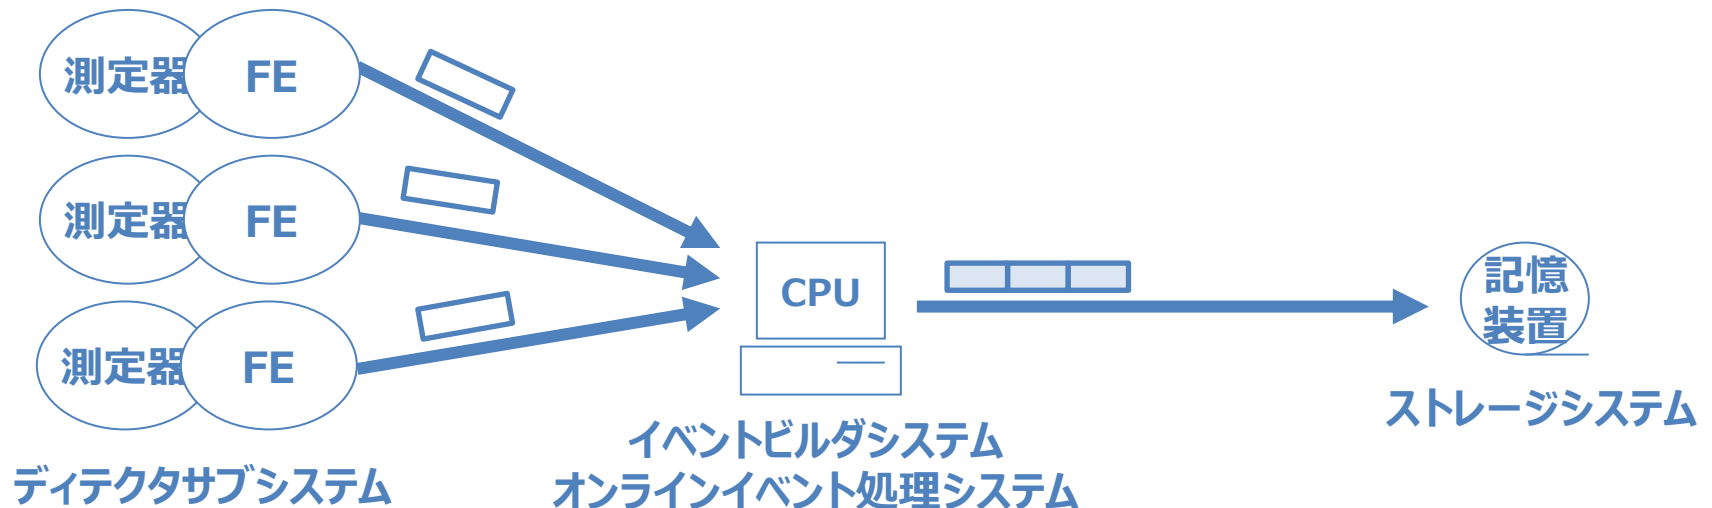 測定器 FE
測定器 FE
測定器 FE
CPU
記憶
装置
ディテクタサブシステム
イベントビルダシステム
オンラインイベント処理システム
ストレージシステム